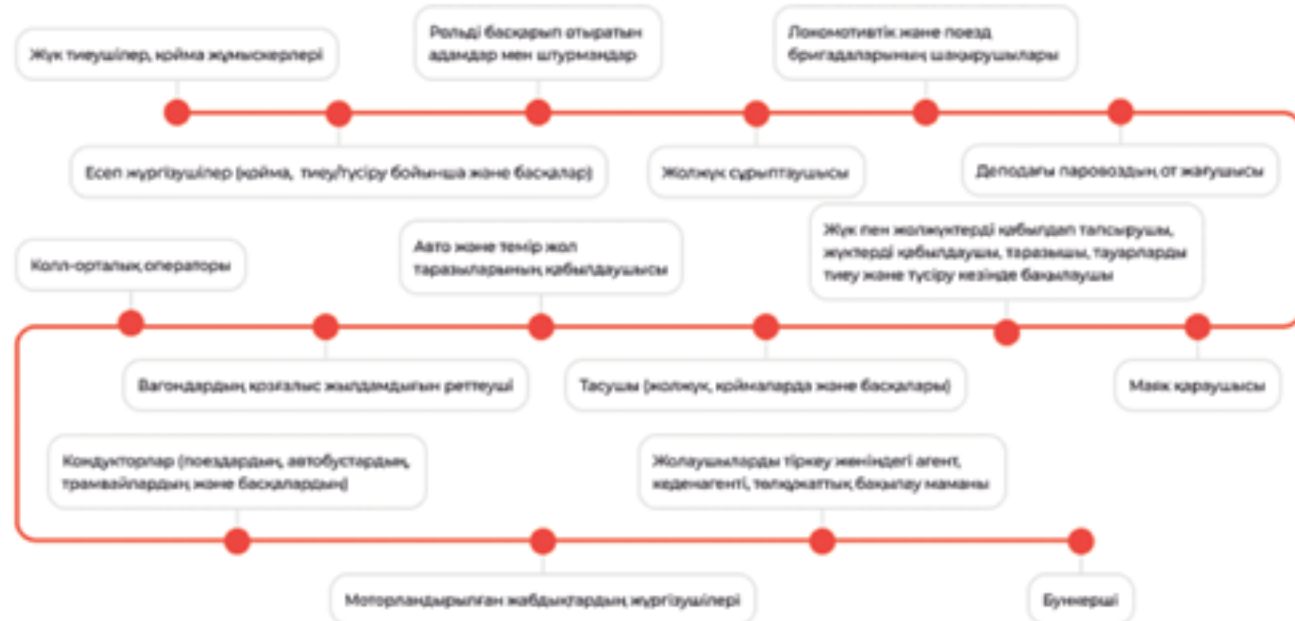 Жүк тиеушілер, қойма жұмыскерлері
Рөльді басқарып отыратын
адамдар мен штурмандар
Локомотивтік және поезд
бригадаларының шақырушылары
Есеп жүргізушілер (қойма, тиеу/түсіру бойынша және басқалар)
Жолжүк сұрыптаушысы
Деподағы паровоздың от жағушысы
Колл-орталық операторы
Авто және темір жол
таразыларының қабылдаушысы
Жүк пен жолжүктерді қабылдап тапсырушы,
жүктерді қабылдаушы, таразышы, тауарларды
тиеу және түсіру кезінде бақылаушы
Вагондардың қозғалыс жылдамдығын реттеуші
Тасушы (жолжүк, қоймаларда және басқалары)
Маяк қараушысы
Кондукторлар (поездардың, автобустардың,
трамвайлардың және басқалардың)
Жолаушыларды тіркеу жөніндегі агент,
кеденагенті, төлқұжаттық бақылау маманы
Моторландырылған жабдықтардың жүргізушілері
Бункерші